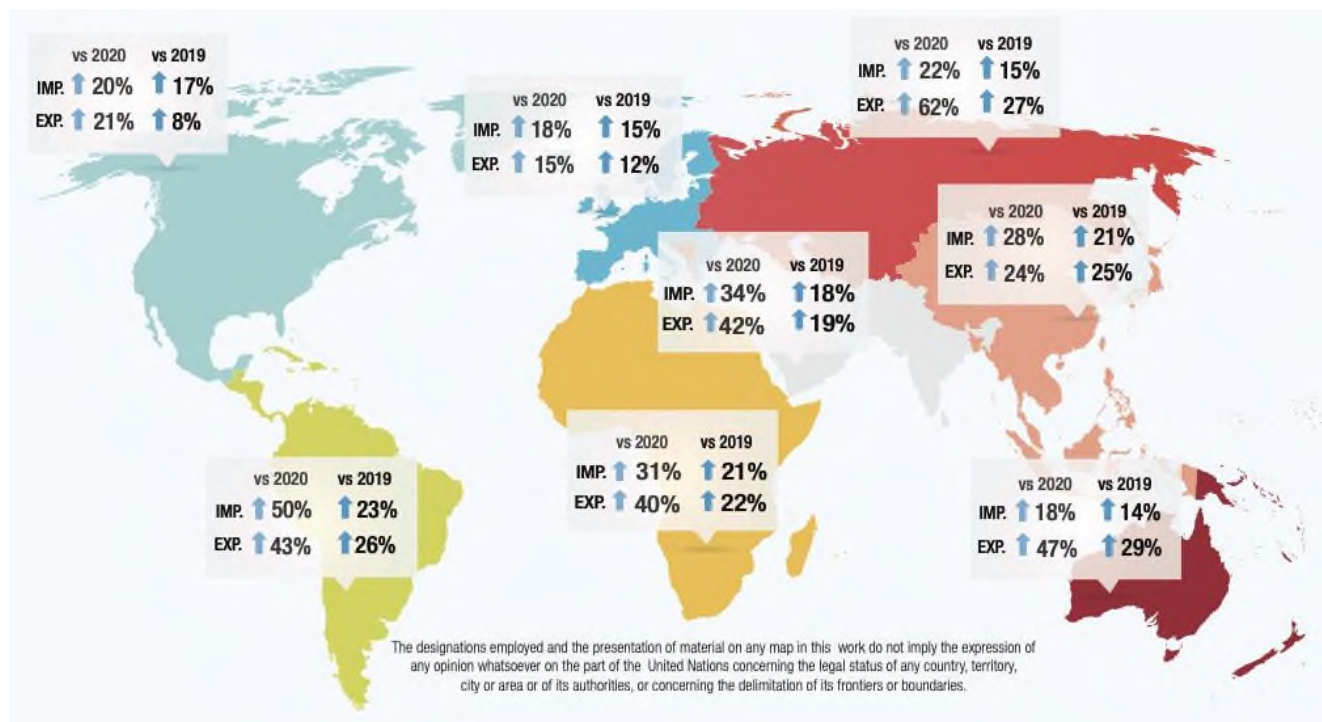 vs 2020 vs 2019
IMP. 20% 17%
EXP. 21% 8%
vs 2020 vs 2019
IMP. 18% 15%
EXP. 15% 12%
vs 2020 vs 2019
IMP. 22% 15%
EXP. 62% 27%
vs 2020 vs 2019
IMP. 28% 21%
EXP. 24% 25%
vs 2020 vs 2019
IMP. 34% 18%
EXP. 42% 19%
vs 2020 vs 2019
IMP. 50% 23%
EXP. 43% 26%
vs 2020 vs 2019
IMP. 31% 21%
EXP. 40% 22%
vs 2020 vs 2019
IMP. 18% 14%
EXP. 47% 29%
The designations employed and the presentation of material on any map in this work do not imply the expression of
any opinion whatsoever on the part of the United Nations concerning the legal status of any country, territory,
city or area or of its authorities, or concerning the delimitation of its frontiers or boundaries.